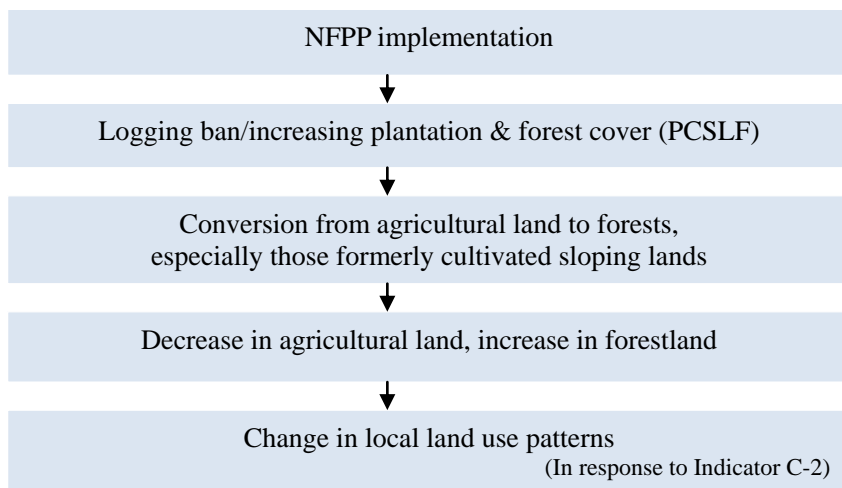 NFPP implementation
Logging ban/increasing plantation & forest cover (PCSLF)
Conversion from agricultural land to forests,
especially those formerly cultivated sloping lands
Decrease in agricultural land, increase in forestland
Change in local land use patterns
(In response to Indicator C-2)